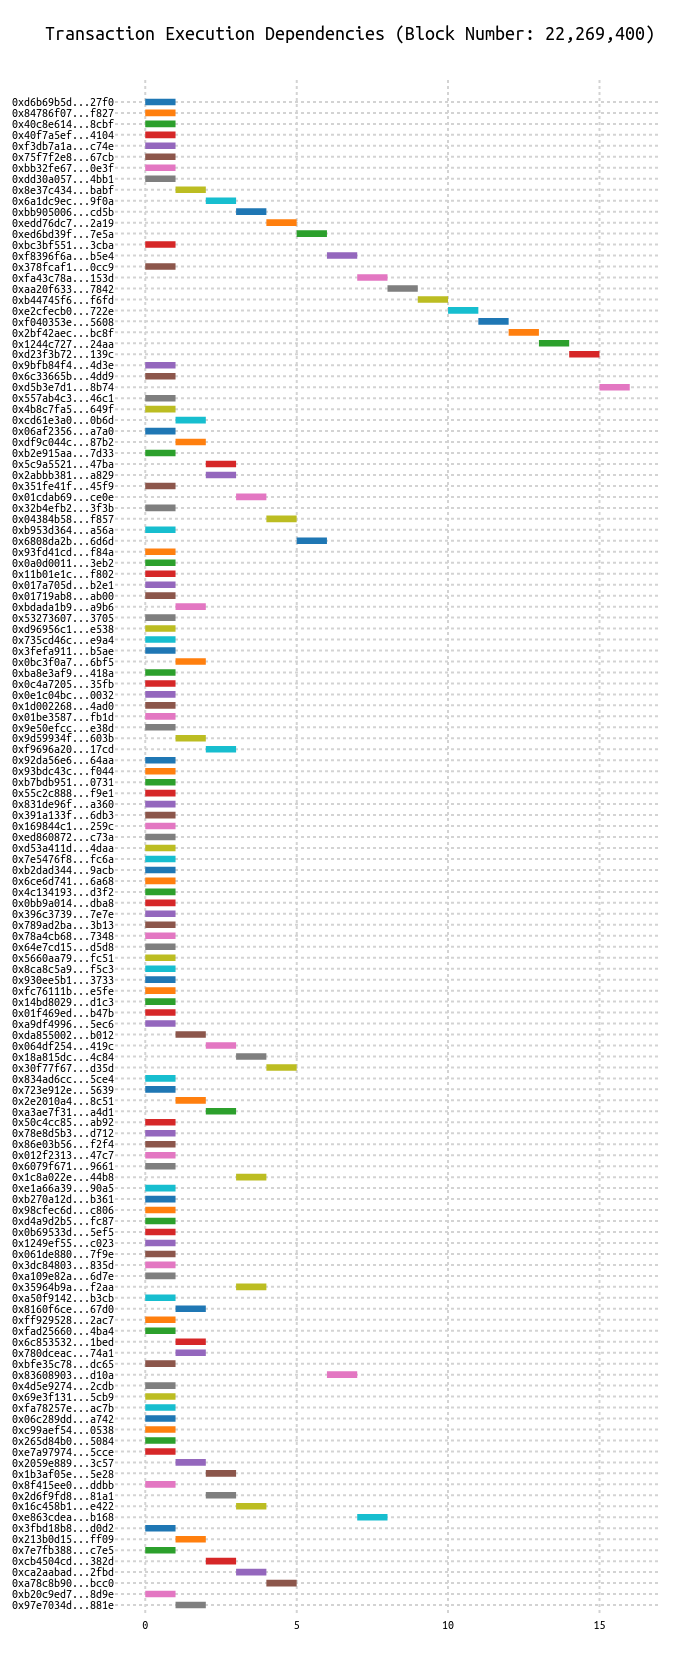 Transaction Execution Dependencies (Block Number: 22,269,400)
0xd6b69b5d...27f0
0x84786f07...f827
0x40c8e614...8cbf
0x40f7a5ef...4104
0xf3db7a1a...c74e
0x75f7f2e8...67cb
0xbb32fe67...0e3f
0xdd30a057...4bb1
0x8e37c434...babf
0x6a1dc9ec...9f0a
0xbb905006...cd5b
0xedd76dc7...2a19
0xed6bd39f...7e5a
0xbc3bf551...3cba
0xf8396f6a...b5e4
0x378fcaf1...0cc9
0xfa43c78a...153d
0xaa20f633...7842
0xb44745f6...f6fd
0xe2cfecb0...722e
0xf040353e...5608
0x2bf42aec...bc8f
0x1244c727...24aa
0xd23f3b72...139c
0x9bfb84f4...4d3e
0x6c33665b...4dd9
0xd5b3e7d1...8b74
0x557ab4c3...46c1
0x4b8c7fa5...649f
0xcd61e3a0...0b6d
0x06af2356...a7a0
0xdf9c044c...87b2
0xb2e915aa...7d33
0x5c9a5521...47ba
0x2abbb381...a829
0x351fe41f...45f9
0x01cdab69...ce0e
0x32b4efb2...3f3b
0x04384b58...f857
0xb953d364...a56a
0x6808da2b...6d6d
0x93fd41cd...f84a
0x0a0d0011...3eb2
0x11b01e1c...f802
0x017a705d...b2e1
0x01719ab8...ab00
0xbdada1b9...a9b6
0x53273607...3705
0xd96956c1...e538
0x735cd46c...e9a4
0x3fefa911...b5ae
0x0bc3f0a7...6bf5
0xba8e3af9...418a
0x0c4a7205...35fb
0x0e1c04bc...0032
0x1d002268...4ad0
0x01be3587...fb1d
0x9e50efcc...e38d
0x9d59934f...603b
0xf9696a20...17cd
0x92da56e6...64aa
0x93bdc43c...f044
0xb7bdb951...0731
0x55c2c888...f9e1
0x831de96f...a360
0x391a133f...6db3
0x169844c1...259c
0xed860872...c73a
0xd53a411d...4daa
0x7e5476f8...fc6a
0xb2dad344...9acb
0x6ce6d741...6a68
0x4c134193...d3f2
0x0bb9a014...dba8
0x396c3739...7e7e
0x789ad2ba...3b13
0x78a4cb68...7348
0x64e7cd15...d5d8
0x5660aa79...fc51
0x8ca8c5a9...f5c3
0x930ee5b1...3733
0xfc76111b...e5fe
0x14bd8029...d1c3
0x01f469ed...b47b
0xa9df4996...5ec6
0xda855002...b012
0x064df254...419c
0x18a815dc...4c84
0x30f77f67...d35d
0x834ad6cc...5ce4
0x723e912e...5639
0x2e2010a4...8c51
0xa3ae7f31...a4d1
0x50c4cc85...ab92
0x78e8d5b3...d712
0x86e03b56...f2f4
0x012f2313...47c7
0x6079f671...9661
0x1c8a022e...44b8
0xe1a66a39...90a5
0xb270a12d...b361
0x98cfec6d...c806
0xd4a9d2b5...fc87
0x0b69533d...5ef5
0x1249ef55...c023
0x061de880...7f9e
0x3dc84803...835d
0xa109e82a...6d7e
0x35964b9a...f2aa
0xa50f9142...b3cb
0x8160f6ce...67d0
0xff929528...2ac7
0xfad25660...4ba4
0x6c853532...1bed
0x780dceac...74a1
0xbfe35c78...dc65
0x83608903...d10a
0x4d5e9274...2cdb
0x69e3f131...5cb9
0xfa78257e...ac7b
0x06c289dd...a742
0xc99aef54...0538
0x265d84b0...5084
0xe7a97974...5cce
0x2059e889...3c57
0x1b3af05e...5e28
0x8f415ee0...ddbb
0x2d6f9fd8...81a1
0x16c458b1...e422
0xe863cdea...b168
0x3fbd18b8...d0d2
0x213b0d15...ff09
0x7e7fb388...c7e5
0xcb4504cd...382d
0xca2aabad...2fbd
0xa78c8b90...bcc0
0xb20c9ed7...8d9e
0x97e7034d...881e
0 5 10 15